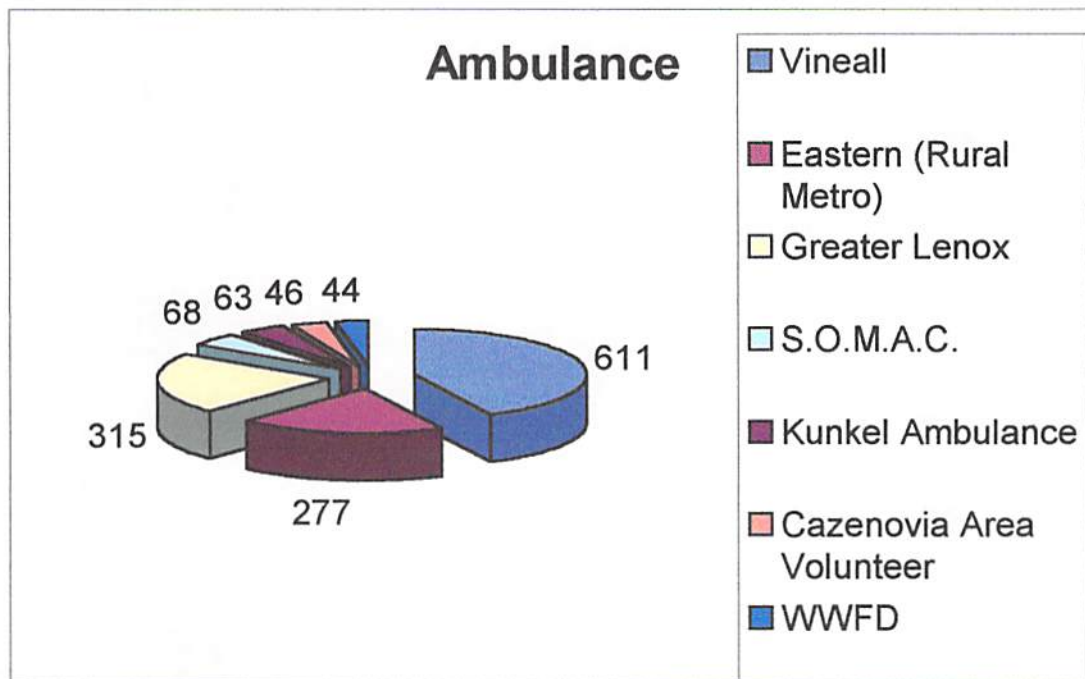 Ambulance
68
63
46
44
611
315
277
Vineall
Eastern (Rural
Metro)
Greater Lenox
S.O.M.A.C.
Kunkel Ambulance
Cazenovia Area
Volunteer
WWFD